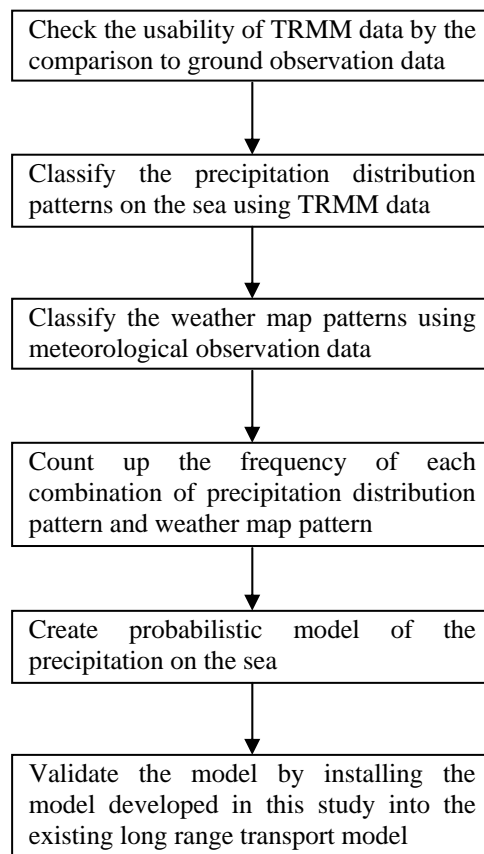 Check the usability of TRMM data by the
comparison to ground observation data
Classify the precipitation distribution
patterns on the sea using TRMM data
Classify the weather map patterns using
meteorological observation data
Count up the frequency of each
combination of precipitation distribution
pattern and weather map pattern
Create probabilistic model of the
precipitation on the sea
Validate the model by installing the
model developed in this study into the
existing long range transport model